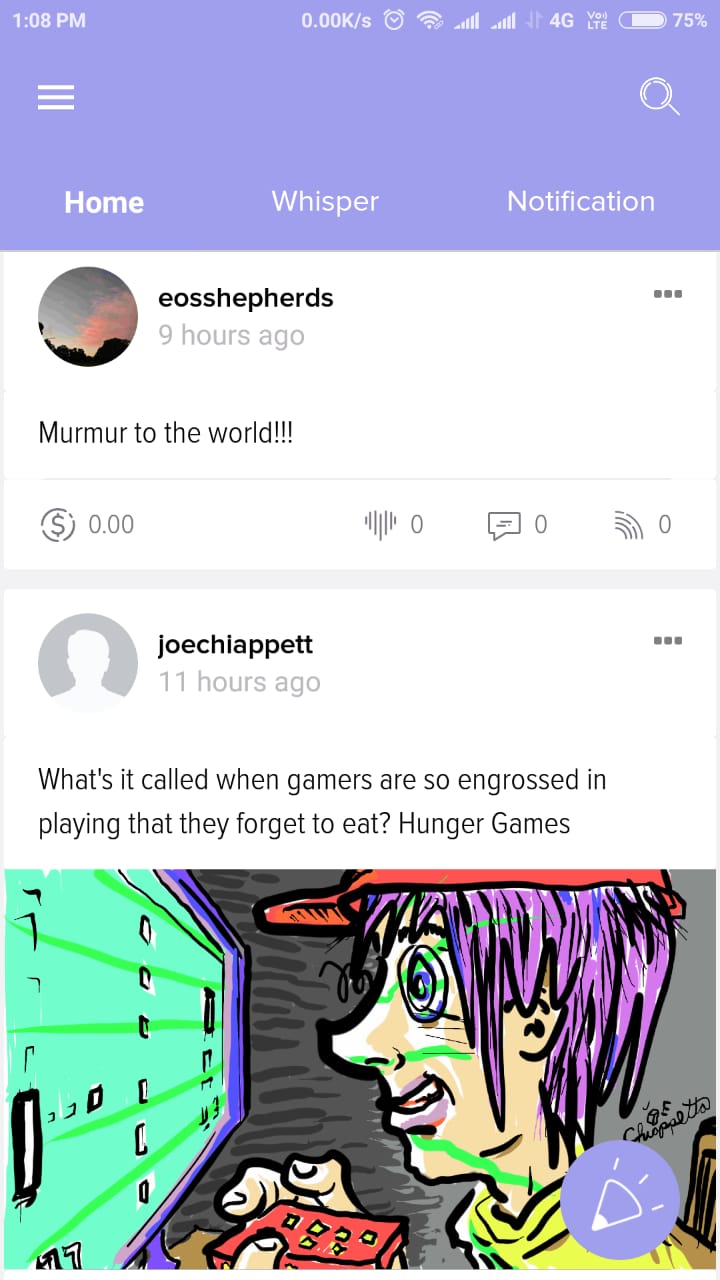 1:08 PM 0.00K/s 4G Vo) LTE 75%
Home Whisper Notification
eosshepherds
9 hours ago
Murmur to the world!!!
0.00 0 0 0
joechiappett
11 hours ago
What's it called when gamers are so engrossed in
playing that they forget to eat? Hunger Games
JOE
Chiappetta